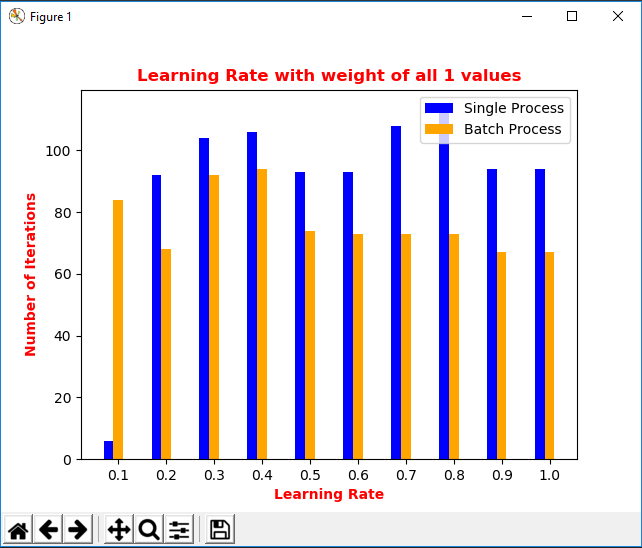 Figure 1
Learning Rate with weight of all 1 values
Single Process
Batch Process
Number of Iterations
100
80
60
40
20
0
0.1 0.2 0.3 0.4 0.5 0.6 0.7 0.8 0.9 1.0
Learning Rate